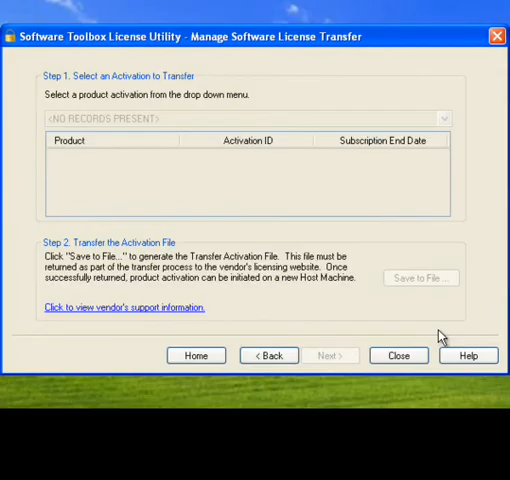 Software Toolbox License Utility - Manage Software License Transfer
Step 1. Select an Activation to Transfer
Select a product activation from the drop down menu.
<NO RECORDS PRESENT>
Product Activation ID Subscription End Date
Step 2. Transfer the Activation File
Click "Save to File..." to generate the Transfer Activation File. This file must be
returned as part of the transfer process to the vendor's licensing website. Once
successfully returned, product activation can be initiated on a new Host Machine.
Save to File ...
Click to view vendor's support information.
Home < Back Next > Close Help